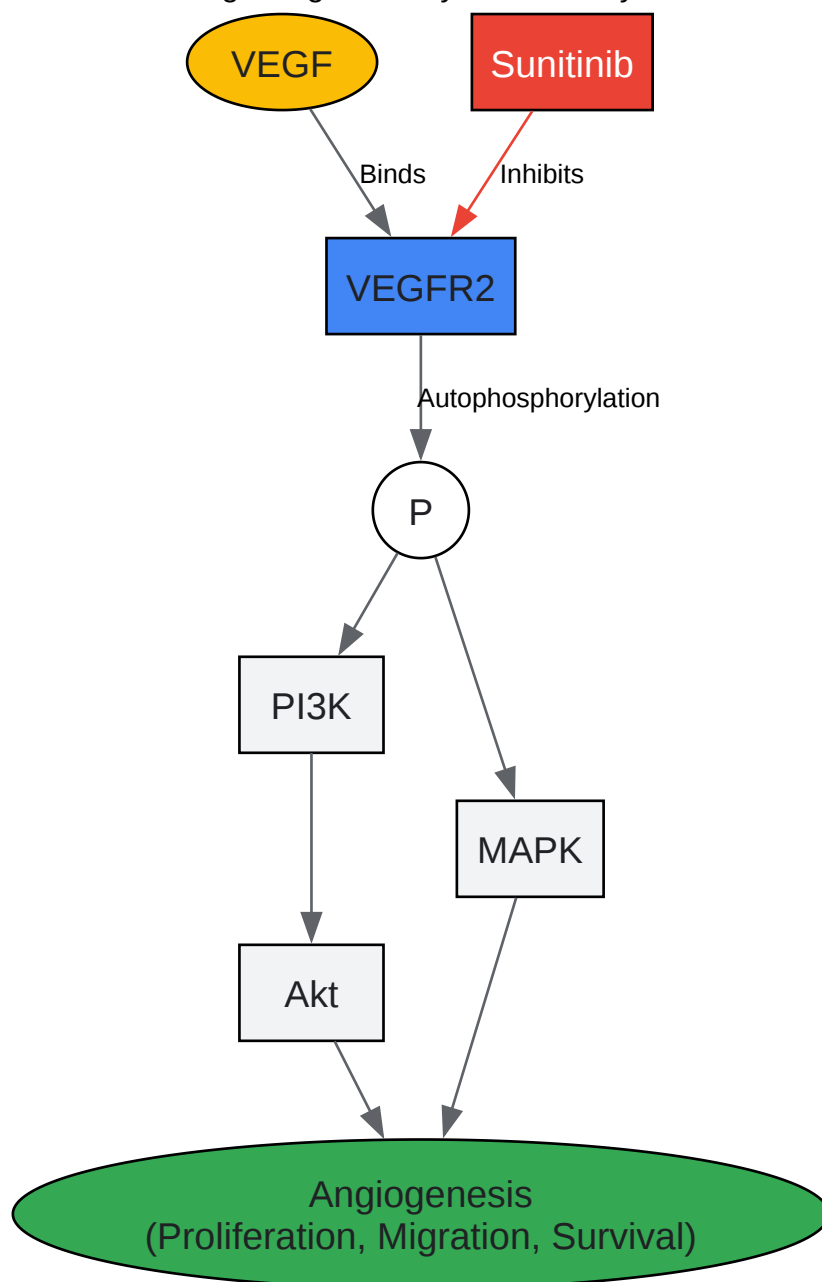 VEGF
Sunitinib
Binds
Inhibits
VEGFR2
Autophosphorylation
P
PI3K
MAPK
Akt
Angiogenesis
(Proliferation, Migration, Survival)